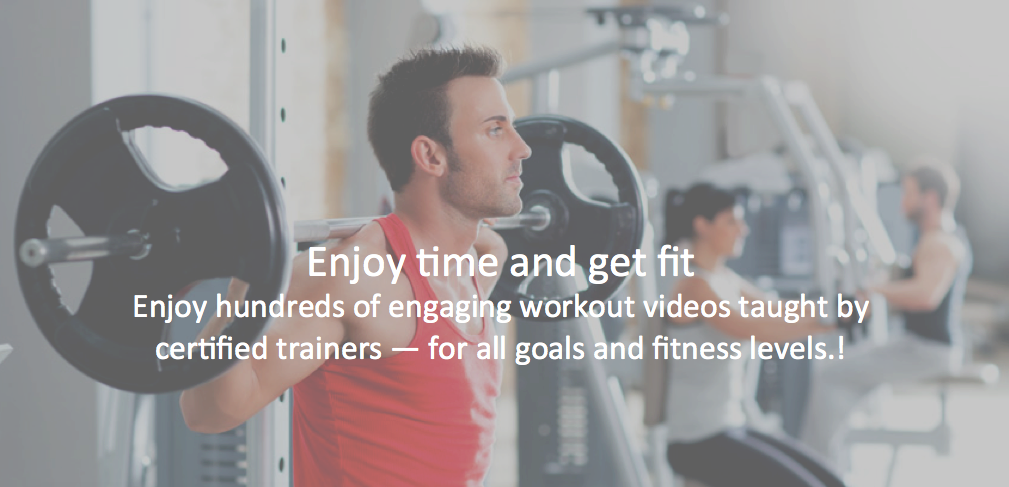 Enjoy time and get fit
Enjoy hundreds of engaging workout videos taught by
certified trainers — for all goals and fitness levels.!